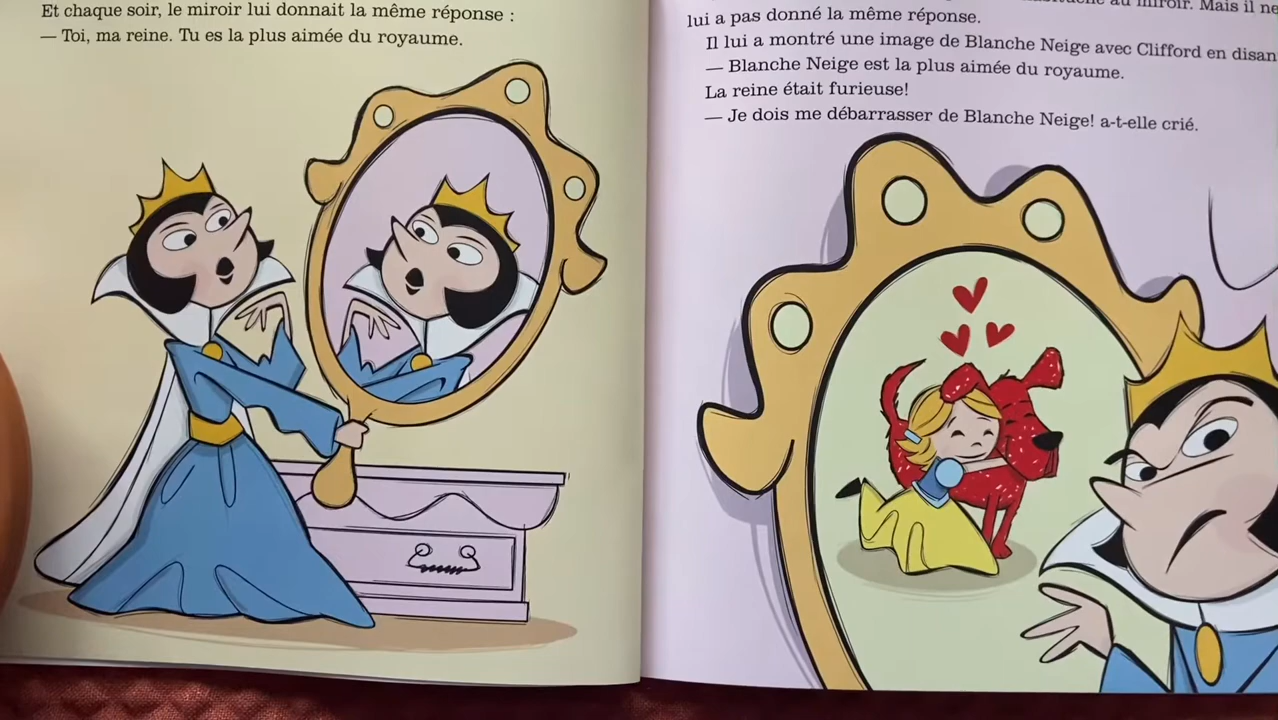 Et chaque soir, le miroir lui donnait la même réponse :
— Toi, ma reine. Tu es la plus aimée du royaume.
au miroir. Mais il ne
lui a pas donné la même réponse.
Il lui a montré une image de Blanche Neige avec Clifford en disan
— Blanche Neige est la plus aimée du royaume.
La reine était furieuse!
— Je dois me débarrasser de Blanche Neige! a-t-elle crié.